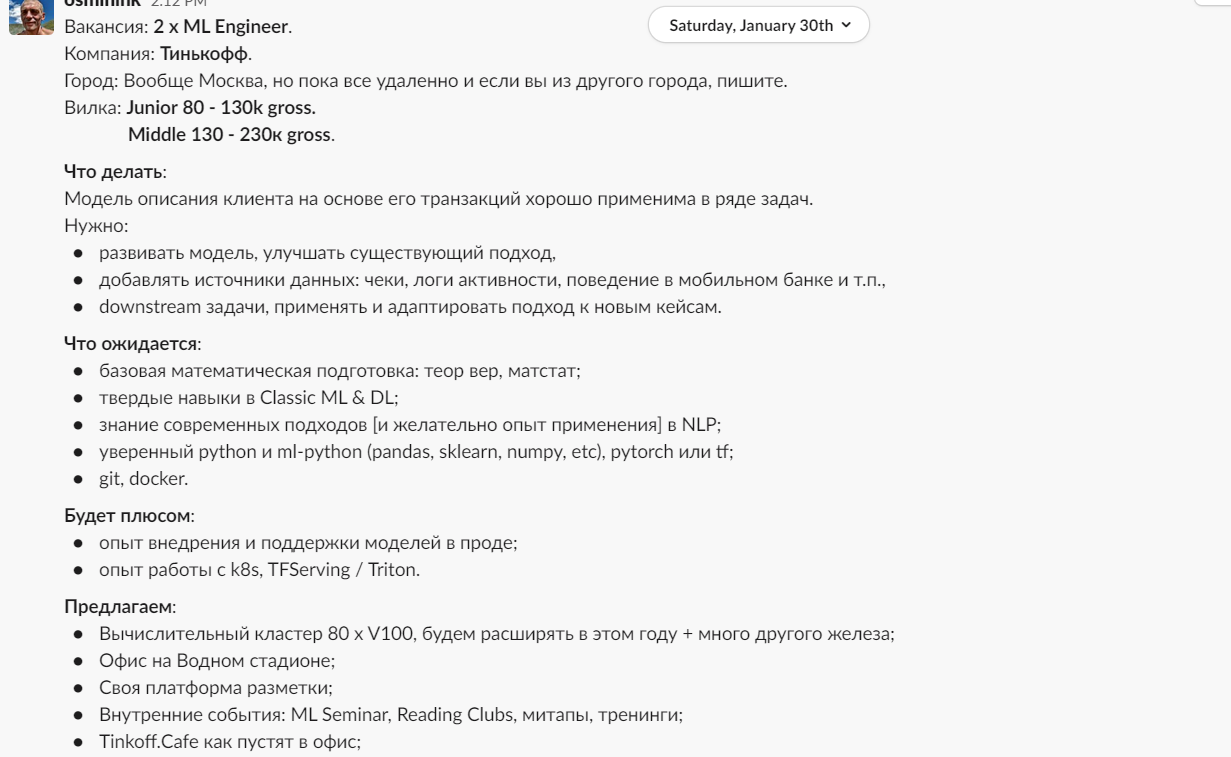 osminink 2:12 PM
Saturday, January 30th
Вакансия: 2 x ML Engineer.
Компания: Тинькофф.
Город: Вообще Москва, но пока все удаленно и если вы из другого города, пишите.
Вилка: Junior 80 - 130k gross.
Middle 130 - 230к gross.
Что делать:
Модель описания клиента на основе его транзакций хорошо применима в ряде задач.
Нужно:
● развивать модель, улучшать существующий подход,
● добавлять источники данных: чеки, логи активности, поведение в мобильном банке и т.п.,
● downstream задачи, применять и адаптировать подход к новым кейсам.
Что ожидается:
● базовая математическая подготовка: теор вер, матстат;
● твердые навыки в Classic ML & DL;
● знание современных подходов [и желательно опыт применения] в NLP;
● уверенный python и ml-python (pandas, sklearn, numpy, etc), pytorch или tf;
● git, docker.
Будет плюсом:
● опыт внедрения и поддержки моделей в проде;
● опыт работы с k8s, TFServing / Triton.
Предлагаем:
● Вычислительный кластер 80 x V100, будем расширять в этом году + много другого железа;
● Офис на Водном стадионе;
● Своя платформа разметки;
● Внутренние события: ML Seminar, Reading Clubs, митапы, тренинги;
● Tinkoff.Cafe как пустят в офис;